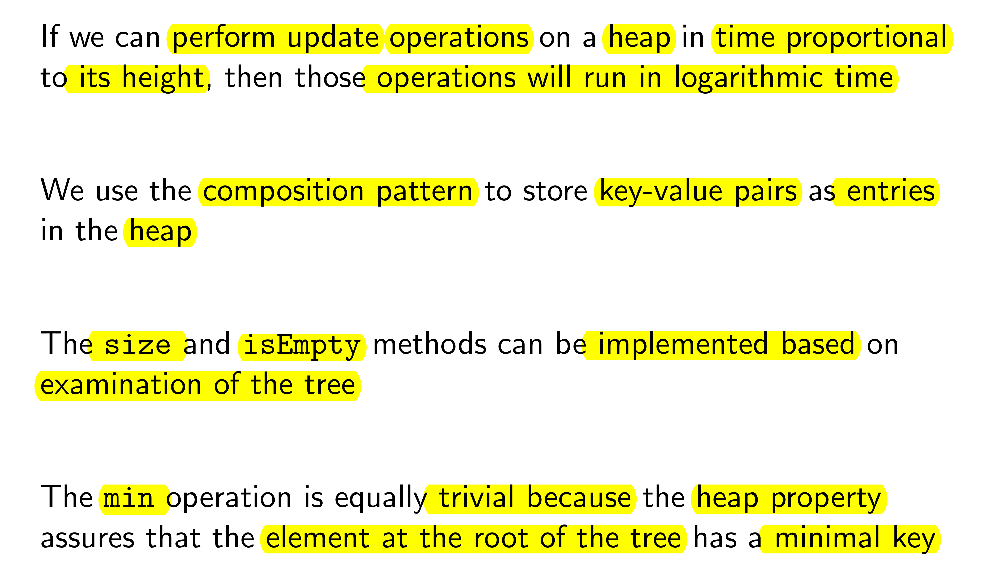 If we can perform update operations on a heap in time proportional
to its height, then those operations will run in logarithmic time
We use the composition pattern to store key-value pairs as entries
in the heap
The size and isEmpty methods can be implemented based on
examination of the tree
The min operation is equally trivial because the heap property
assures that the element at the root of the tree has a minimal key